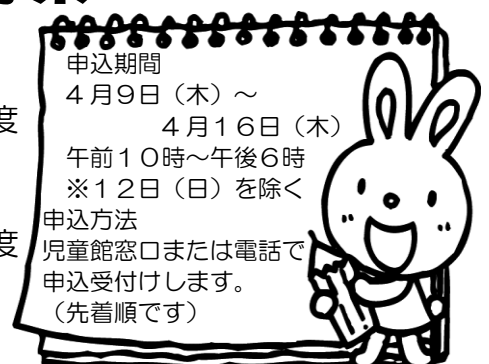 申込期間
４月９日（木）～
４月１６日（木）
午前１０時～午後６時
※１２日（日）を除く
申込方法
児童館窓口または電話で
申込受付けします。
（先着順です）
度
度